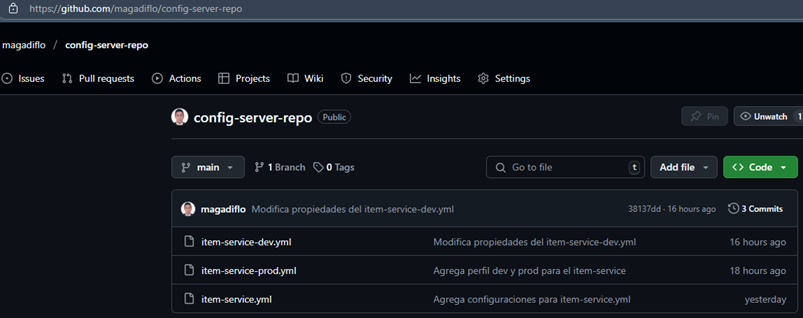 https://github.com/magadiflo/config-server-repo
magadiflo / config-server-repo
Issues Pull requests Actions Projects Wiki Security Insights Settings
config-server-repo Public Pin Unwatch 1
main 1 Branch 0 Tags Go to file t Add file Code
magadiflo Modifica propiedades del item-service-dev.yml 38137dd · 16 hours ago 3 Commits
item-service-dev.yml Modifica propiedades del item-service-dev.yml 16 hours ago
item-service-prod.yml Agrega perfil dev y prod para el item-service 18 hours ago
item-service.yml Agrega configuraciones para item-service.yml yesterday